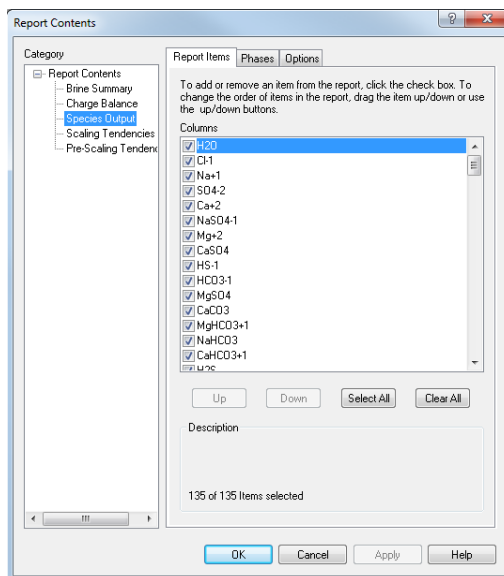 Report Contents
Category
Report Contents
Brine Summary
Charge Balance
Species Output
Scaling Tendencies
Pre-Scaling Tendenc
Report Items Phases Options
To add or remove an item from the report, click the check box. To
change the order of items in the report, drag the item up/down or use
the up/down buttons.
Columns
H2O
Cl-1
Na+1
SO4-2
Ca+2
NaSO4-1
Mg+2
CaSO4
HS-1
HCO3-1
MgSO4
CaCO3
MgHCO3+1
NaHCO3
CaHCO3+1
H2S
Up Down Select All Clear All
Description
135 of 135 Items selected
OK Cancel Apply Help